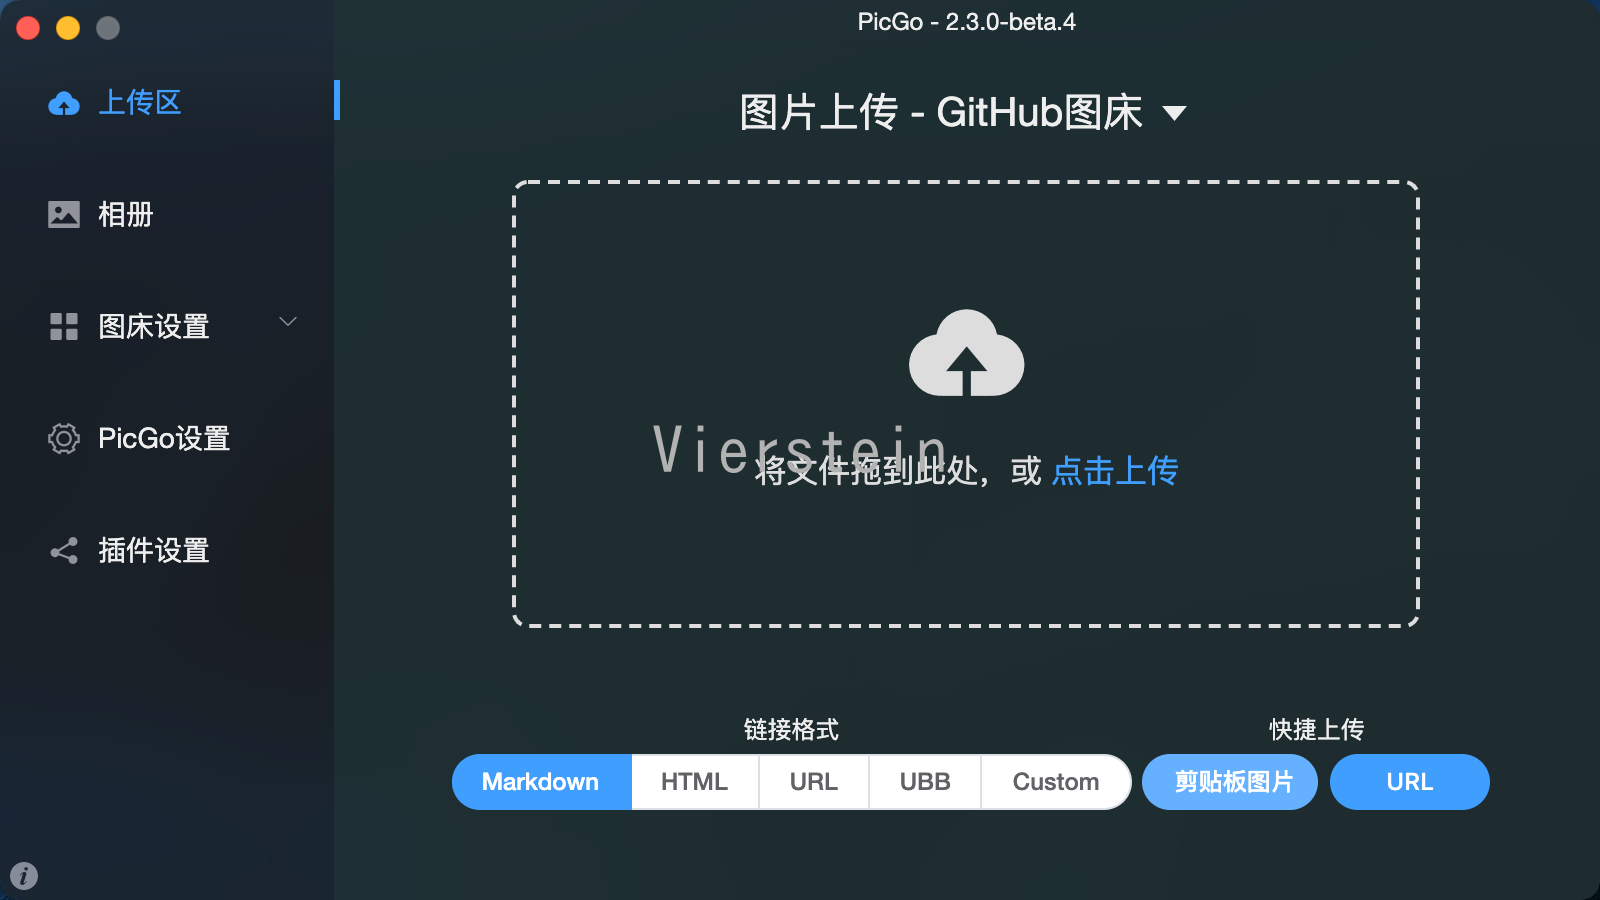 PicGo - 2.3.0-beta.4
上传区
相册
图床设置
PicGo设置
插件设置
图片上传 - GitHub图床
Vierstein
将文件拖到此处，或 点击上传
链接格式
快捷上传
Markdown HTML URL UBB Custom 剪贴板图片 URL
i